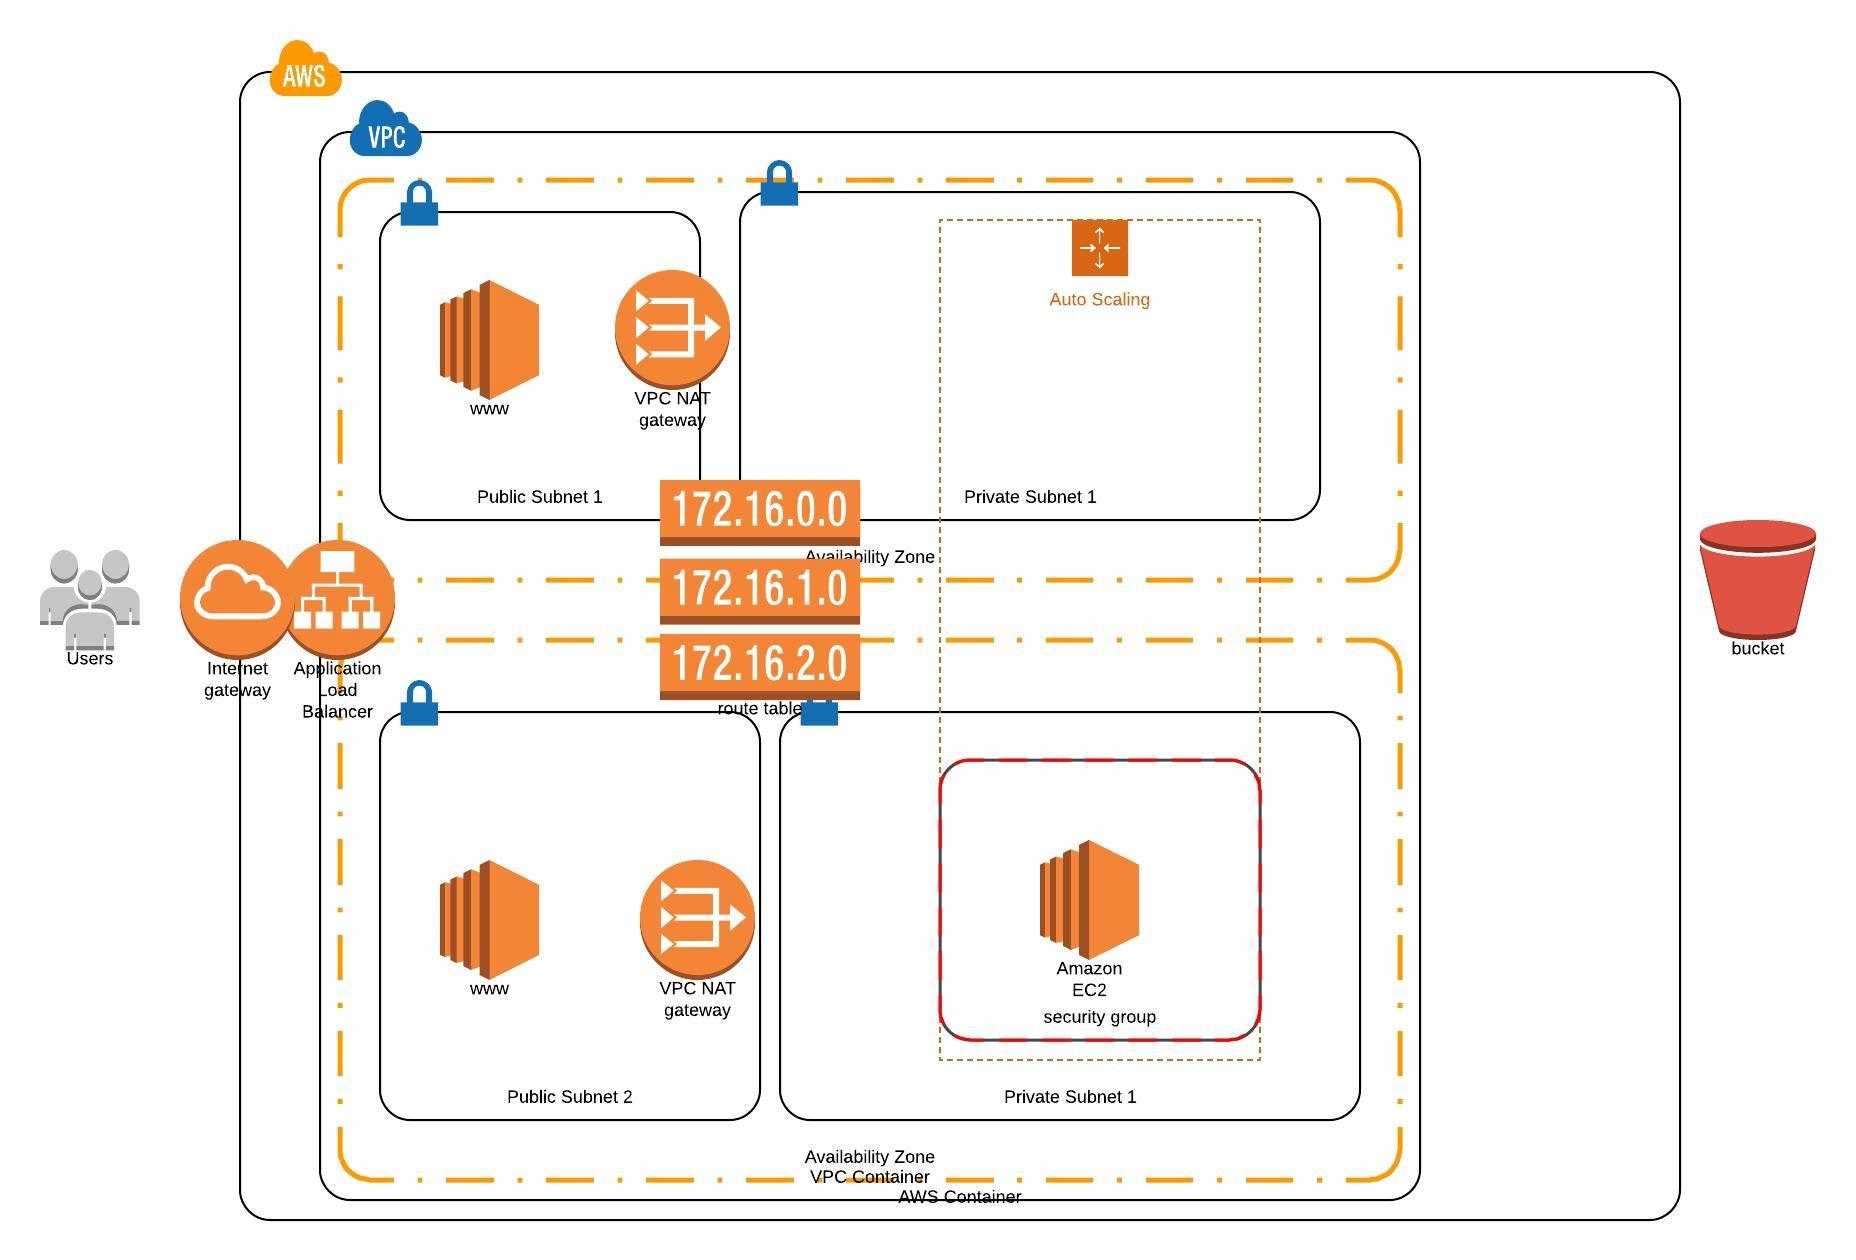 AWS
VPC
Auto Scaling
www
VPC NAT
gateway
Public Subnet 1
Private Subnet 1
172.16.0.0
Availability Zone
172.16.1.0
172.16.2.0
route table
Users
Internet
gateway
Application
Load
Balancer
bucket
www
VPC NAT
gateway
Amazon
EC2
security group
Public Subnet 2
Private Subnet 1
Availability Zone
VPC Container
AWS Container